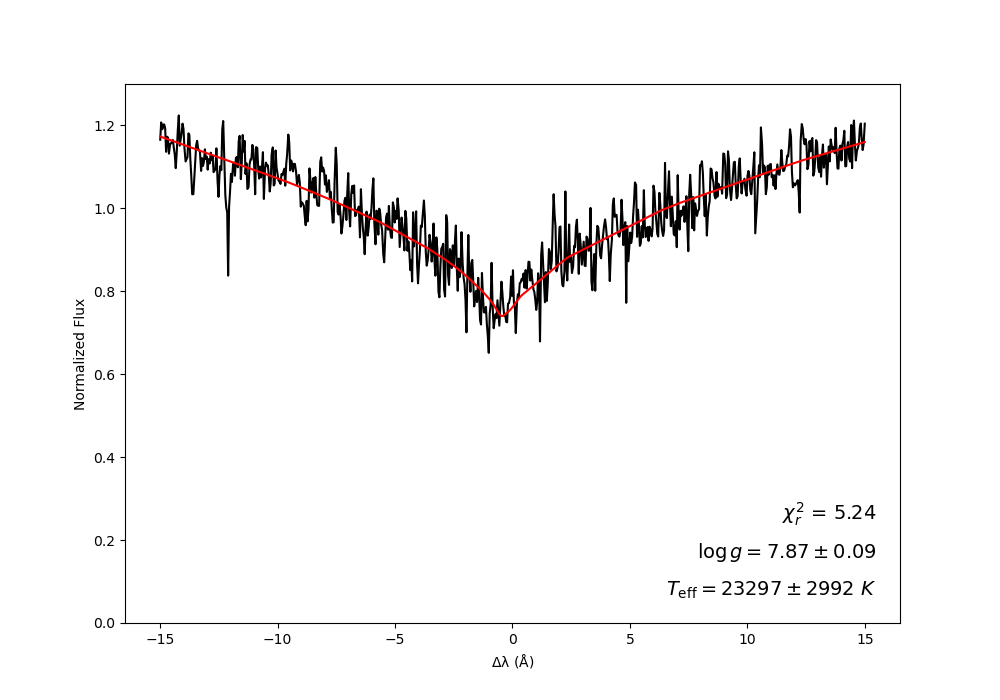 1.2
1.0
0.8
0.6
0.4
0.2
0.0
Normalized Flux
χ²ᵣ = 5.24
log g = 7.87 ± 0.09
T_eff = 23297 ± 2992 K
−15 −10 −5 0 5 10 15
Δλ (Å)